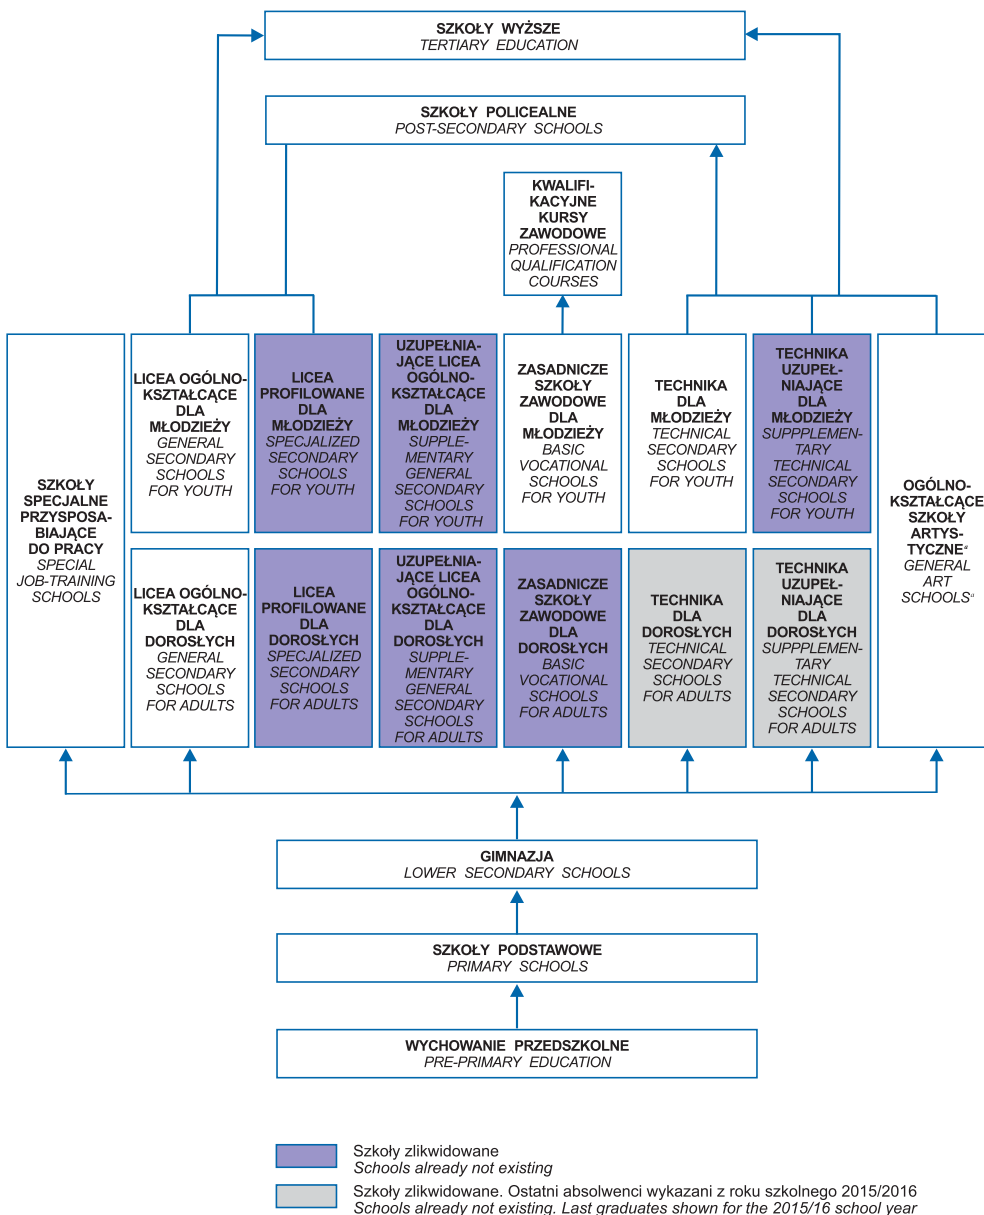 SZKOŁY WYŻSZE
TERTIARY EDUCATION
SZKOŁY POLICEALNE
POST-SECONDARY SCHOOLS
KWALIFI-
KACYJNE
KURSY
ZAWODOWE
PROFESSIONAL
QUALIFICATION
COURSES
SZKOŁY
SPECJALNE
PRZYSPOSA-
BIAJĄCE
DO PRACY
SPECIAL
JOB-TRAINING
SCHOOLS
LICEA OGÓLNO-
KSZTAŁCĄCE
DLA
MŁODZIEŻY
GENERAL
SECONDARY
SCHOOLS
FOR YOUTH
LICEA
PROFILOWANE
DLA
MŁODZIEŻY
SPECJALIZED
SECONDARY
SCHOOLS
FOR YOUTH
UZUPEŁNIA-
JĄCE LICEA
OGÓLNO-
KSZTAŁCĄCE
DLA
MŁODZIEŻY
SUPPLE-
MENTARY
GENERAL
SECONDARY
SCHOOLS
FOR YOUTH
ZASADNICZE
SZKOŁY
ZAWODOWE
DLA
MŁODZIEŻY
BASIC
VOCATIONAL
SCHOOLS
FOR YOUTH
TECHNIKA
DLA
MŁODZIEŻY
TECHNICAL
SECONDARY
SCHOOLS
FOR YOUTH
TECHNIKA
UZUPEŁ-
NIAJĄCE
DLA
MŁODZIEŻY
SUPPPLEMEN-
TARY
TECHNICAL
SECONDARY
SCHOOLS
FOR YOUTH
OGÓLNO-
KSZTAŁCĄCE
SZKOŁY
ARTYS-
TYCZNEª
GENERAL
ART
SCHOOLSª
LICEA OGÓLNO-
KSZTAŁCĄCE
DLA
DOROSŁYCH
GENERAL
SECONDARY
SCHOOLS
FOR ADULTS
LICEA
PROFILOWANE
DLA
DOROSŁYCH
SPECJALIZED
SECONDARY
SCHOOLS
FOR ADULTS
UZUPEŁNIA-
JĄCE LICEA
OGÓLNO-
KSZTAŁCĄCE
DLA
DOROSŁYCH
SUPPLE-
MENTARY
GENERAL
SECONDARY
SCHOOLS
FOR ADULTS
ZASADNICZE
SZKOŁY
ZAWODOWE
DLA
DOROSŁYCH
BASIC
VOCATIONAL
SCHOOLS
FOR ADULTS
TECHNIKA
DLA
DOROSŁYCH
TECHNICAL
SECONDARY
SCHOOLS
FOR ADULTS
TECHNIKA
UZUPEŁ-
NIAJĄCE
DLA
DOROSŁYCH
SUPPPLEMEN-
TARY
TECHNICAL
SECONDARY
SCHOOLS
FOR ADULTS
GIMNAZJA
LOWER SECONDARY SCHOOLS
SZKOŁY PODSTAWOWE
PRIMARY SCHOOLS
WYCHOWANIE PRZEDSZKOLNE
PRE-PRIMARY EDUCATION
Szkoły zlikwidowane
Schools already not existing
Szkoły zlikwidowane. Ostatni absolwenci wykazani z roku szkolnego 2015/2016
Schools already not existing. Last graduates shown for the 2015/16 school year